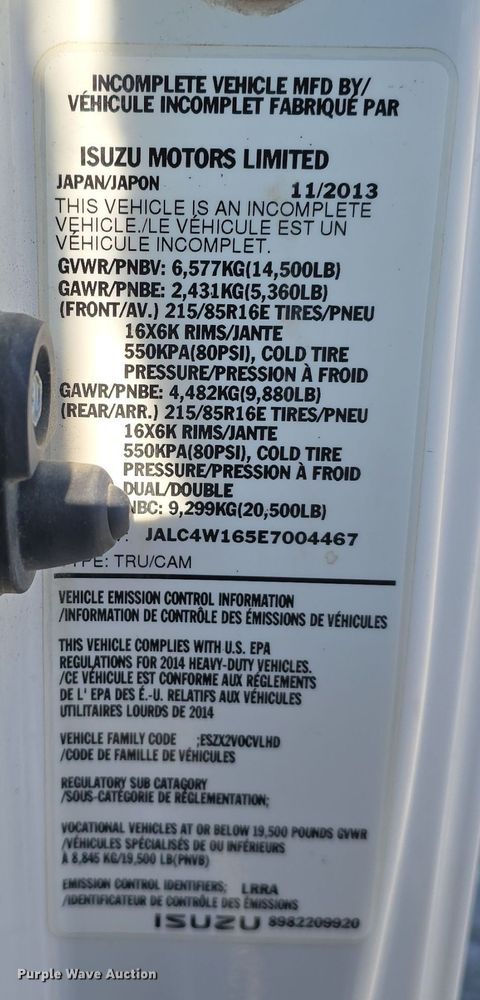 INCOMPLETE VEHICLE MFD BY/
VÉHICULE INCOMPLET FABRIQUÉ PAR
ISUZU MOTORS LIMITED
JAPAN/JAPON 11/2013
THIS VEHICLE IS AN INCOMPLETE
VEHICLE./LE VÉHICULE EST UN
VÉHICULE INCOMPLET.
GVWR/PNBV: 6,577KG(14,500LB)
GAWR/PNBE: 2,431KG(5,360LB)
(FRONT/AV.) 215/85R16E TIRES/PNEU
16X6K RIMS/JANTE
550KPA(80PSI), COLD TIRE
PRESSURE/PRESSION À FROID
GAWR/PNBE: 4,482KG(9,880LB)
(REAR/ARR.) 215/85R16E TIRES/PNEU
16X6K RIMS/JANTE
550KPA(80PSI), COLD TIRE
PRESSURE/PRESSION À FROID
DUAL/DOUBLE
NBC: 9,299KG(20,500LB)
JALC4W165E7004467
TRU/CAM
VEHICLE EMISSION CONTROL INFORMATION
/INFORMATION DE CONTRÔLE DES ÉMISSIONS DE VÉHICULES
THIS VEHICLE COMPLIES WITH U.S. EPA
REGULATIONS FOR 2014 HEAVY-DUTY VEHICLES.
/CE VÉHICULE EST CONFORME AUX RÉGLEMENTS
DE L' EPA DES É.-U. RELATIFS AUX VÉHICULES
UTILITAIRES LOURDS DE 2014
VEHICLE FAMILY CODE ;ESZX2VOCVLHD
/CODE DE FAMILLE DE VÉHICULES
REGULATORY SUB CATAGORY
/SOUS-CATÉGORIE DE RÉGLEMENTATION;
VOCATIONAL VEHICLES AT OR BELOW 19,500 POUNDS GVWR
/VÉHICULES SPÉCIALISÉS DE OU INFÉRIEURS
À 8,845 KG/19,500 LB(PNVB)
EMISSION CONTROL IDENTIFIERS; LRRA
/IDENTIFICATEUR DE CONTRÔLE DES ÉMISSIONS
ISUZU 8982209920
Purple Wave Auction